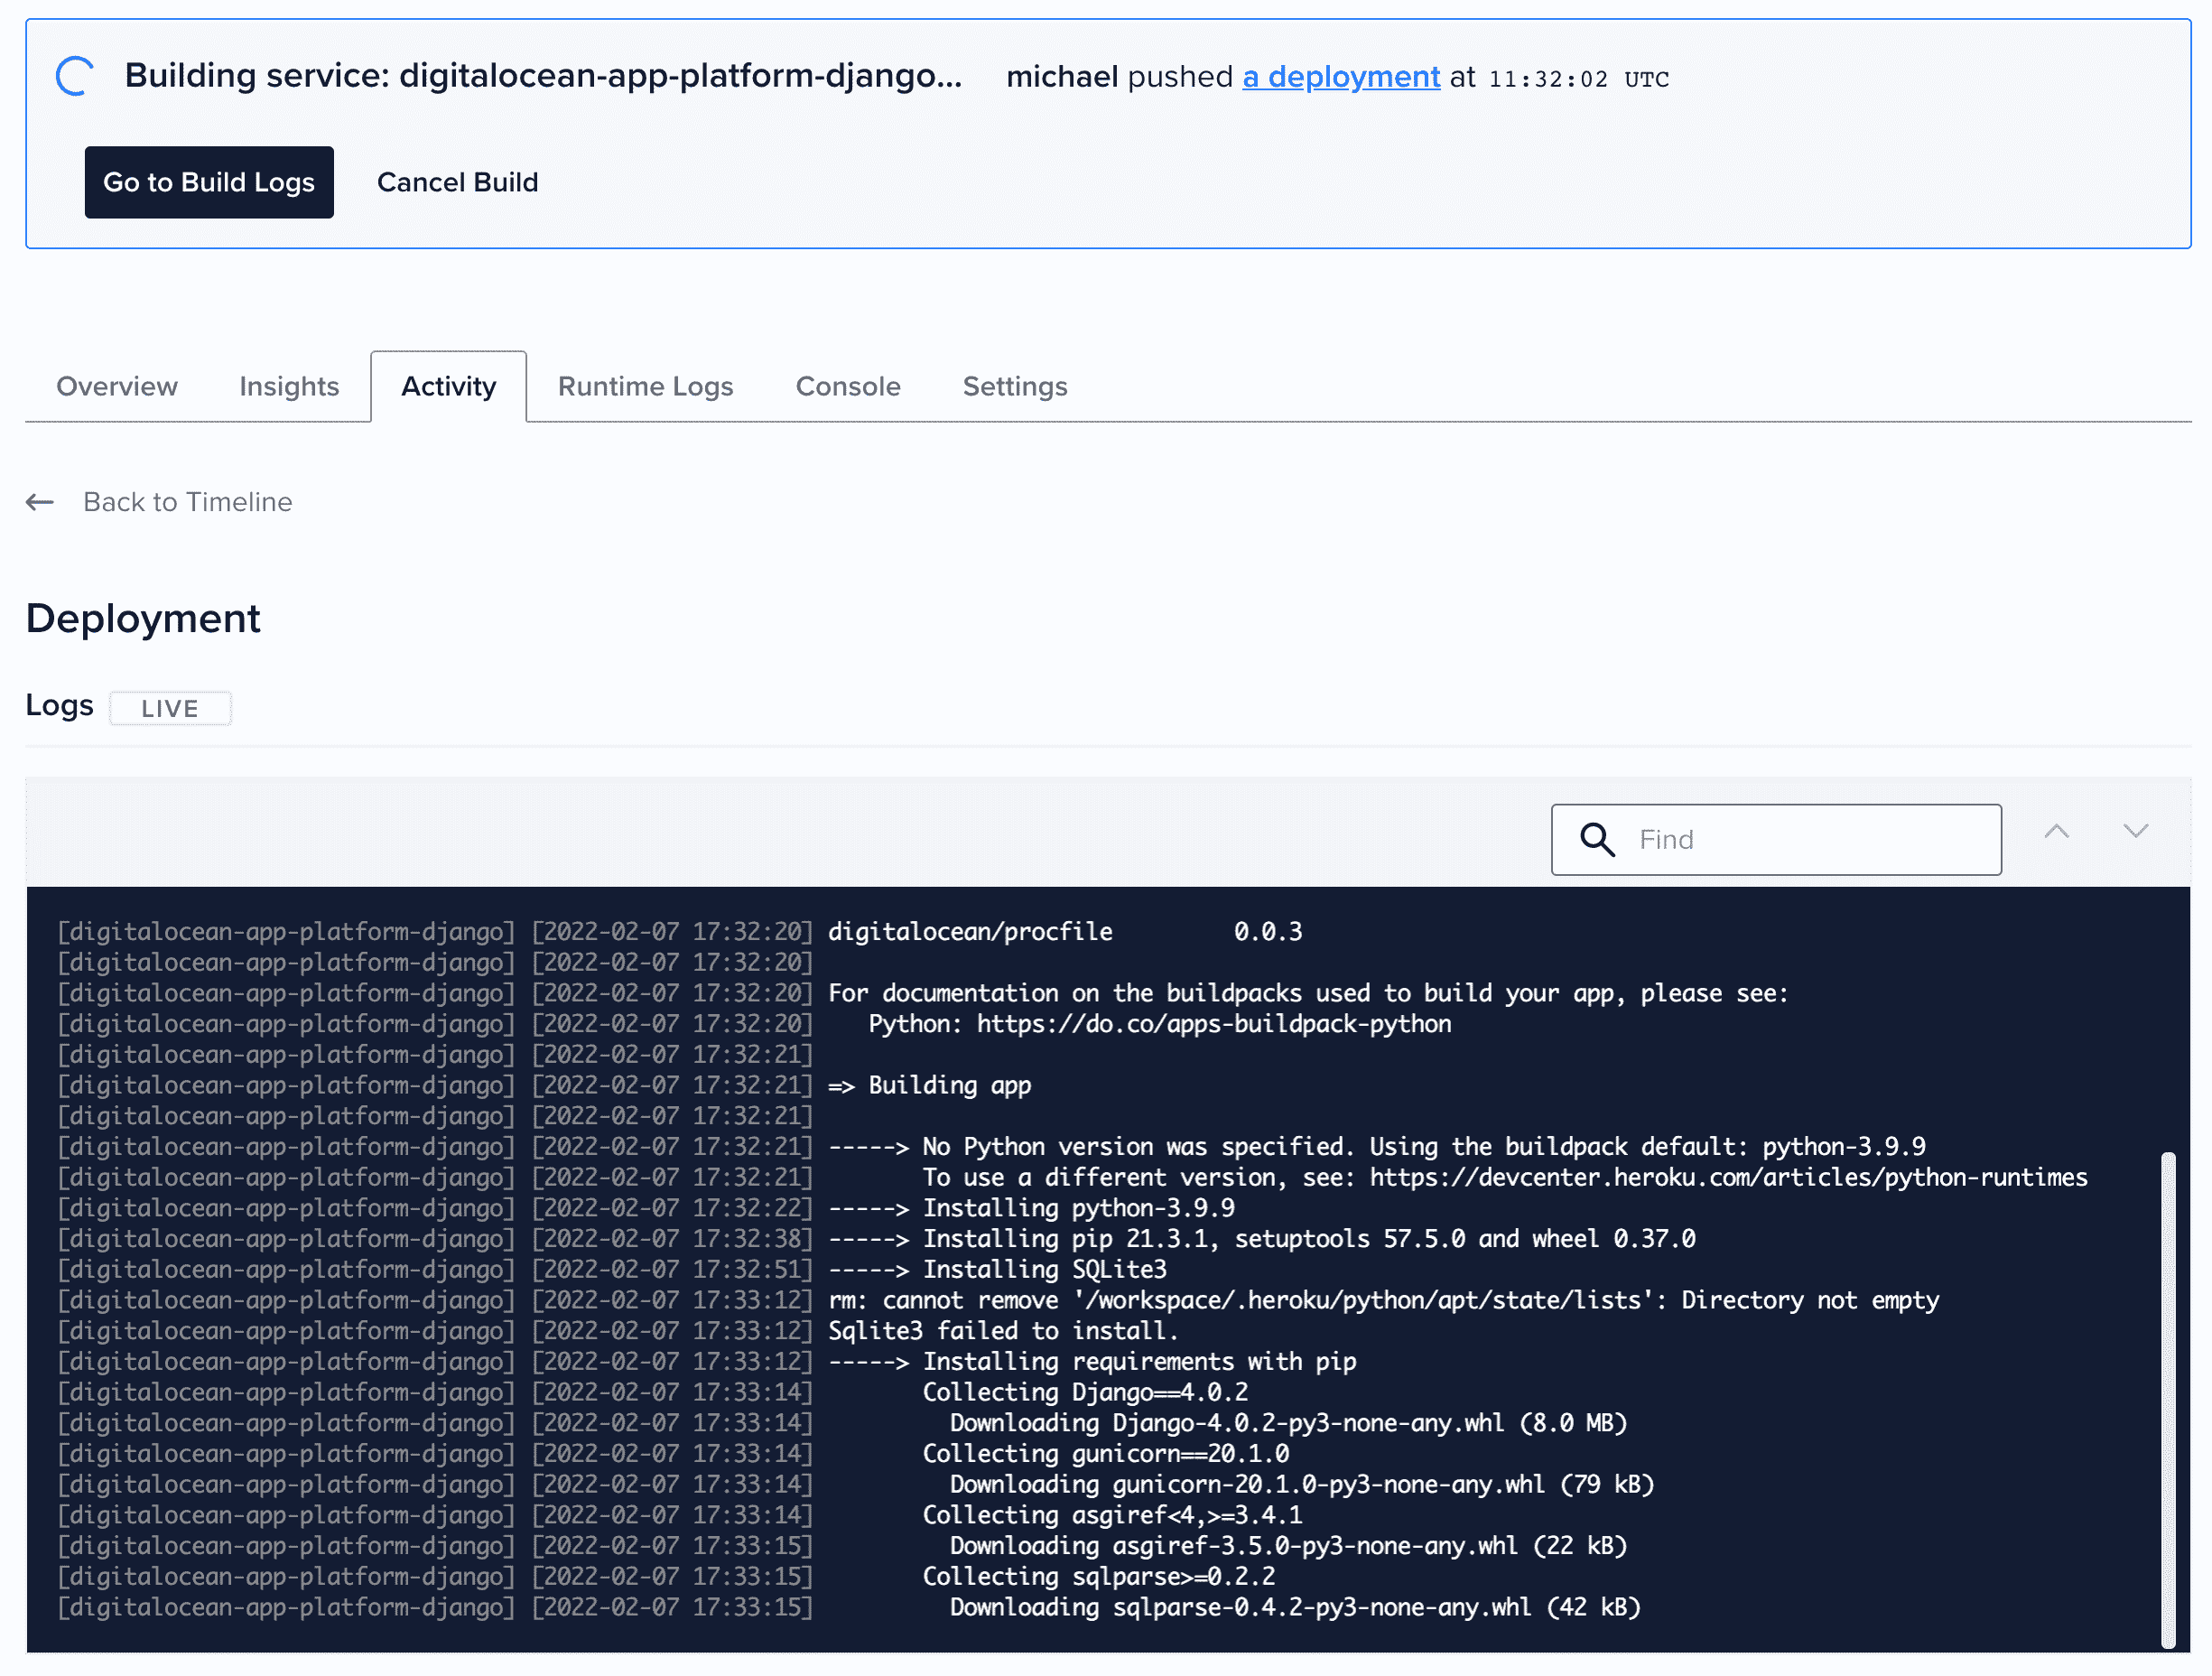 Building service: digitalocean-app-platform-django... michael pushed a deployment at 11:32:02 UTC
Go to Build Logs Cancel Build
Overview Insights Activity Runtime Logs Console Settings
← Back to Timeline
Deployment
Logs LIVE
Find
[digitalocean-app-platform-django] [2022-02-07 17:32:20] digitalocean/procfile 0.0.3
[digitalocean-app-platform-django] [2022-02-07 17:32:20]
[digitalocean-app-platform-django] [2022-02-07 17:32:20] For documentation on the buildpacks used to build your app, please see:
[digitalocean-app-platform-django] [2022-02-07 17:32:20] Python: https://do.co/apps-buildpack-python
[digitalocean-app-platform-django] [2022-02-07 17:32:21]
[digitalocean-app-platform-django] [2022-02-07 17:32:21] => Building app
[digitalocean-app-platform-django] [2022-02-07 17:32:21]
[digitalocean-app-platform-django] [2022-02-07 17:32:21] -----> No Python version was specified. Using the buildpack default: python-3.9.9
[digitalocean-app-platform-django] [2022-02-07 17:32:21] To use a different version, see: https://devcenter.heroku.com/articles/python-runtimes
[digitalocean-app-platform-django] [2022-02-07 17:32:22] -----> Installing python-3.9.9
[digitalocean-app-platform-django] [2022-02-07 17:32:38] -----> Installing pip 21.3.1, setuptools 57.5.0 and wheel 0.37.0
[digitalocean-app-platform-django] [2022-02-07 17:32:51] -----> Installing SQLite3
[digitalocean-app-platform-django] [2022-02-07 17:33:12] rm: cannot remove '/workspace/.heroku/python/apt/state/lists': Directory not empty
[digitalocean-app-platform-django] [2022-02-07 17:33:12] Sqlite3 failed to install.
[digitalocean-app-platform-django] [2022-02-07 17:33:12] -----> Installing requirements with pip
[digitalocean-app-platform-django] [2022-02-07 17:33:14] Collecting Django==4.0.2
[digitalocean-app-platform-django] [2022-02-07 17:33:14] Downloading Django-4.0.2-py3-none-any.whl (8.0 MB)
[digitalocean-app-platform-django] [2022-02-07 17:33:14] Collecting gunicorn==20.1.0
[digitalocean-app-platform-django] [2022-02-07 17:33:14] Downloading gunicorn-20.1.0-py3-none-any.whl (79 kB)
[digitalocean-app-platform-django] [2022-02-07 17:33:14] Collecting asgiref<4,>=3.4.1
[digitalocean-app-platform-django] [2022-02-07 17:33:15] Downloading asgiref-3.5.0-py3-none-any.whl (22 kB)
[digitalocean-app-platform-django] [2022-02-07 17:33:15] Collecting sqlparse>=0.2.2
[digitalocean-app-platform-django] [2022-02-07 17:33:15] Downloading sqlparse-0.4.2-py3-none-any.whl (42 kB)